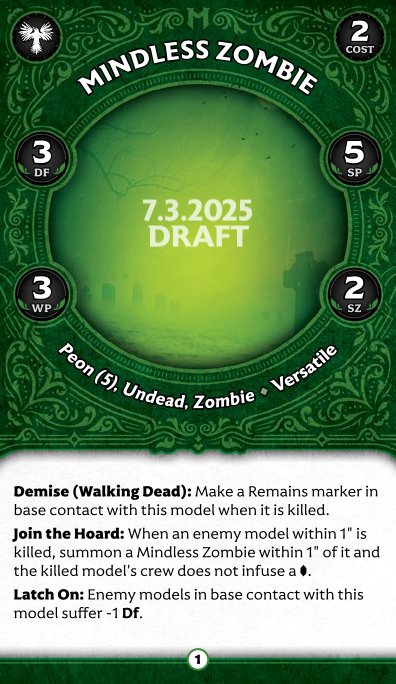 2
COST
MINDLESS ZOMBIE
3
DF
5
SP
7.3.2025
DRAFT
3
WP
2
SZ
Peon (5), Undead, Zombie ♦ Versatile
Demise (Walking Dead): Make a Remains marker in
base contact with this model when it is killed.
Join the Hoard: When an enemy model within 1" is
killed, summon a Mindless Zombie within 1" of it and
the killed model's crew does not infuse a ⬮.
Latch On: Enemy models in base contact with this
model suffer -1 Df.
1